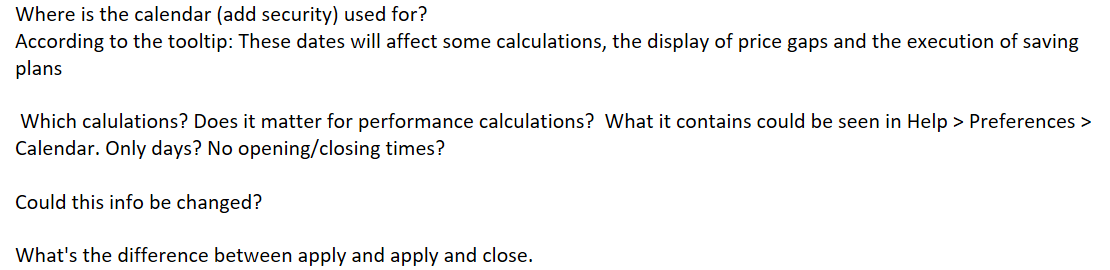 Where is the calendar (add security) used for?
According to the tooltip: These dates will affect some calculations, the display of price gaps and the execution of saving
plans
Which calulations? Does it matter for performance calculations?  What it contains could be seen in Help > Preferences >
Calendar. Only days? No opening/closing times?
Could this info be changed?
What's the difference between apply and apply and close.